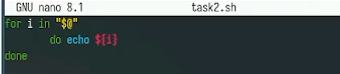 GNU nano 8.1 task2.sh
for i in "$@"
do echo ${i}
done